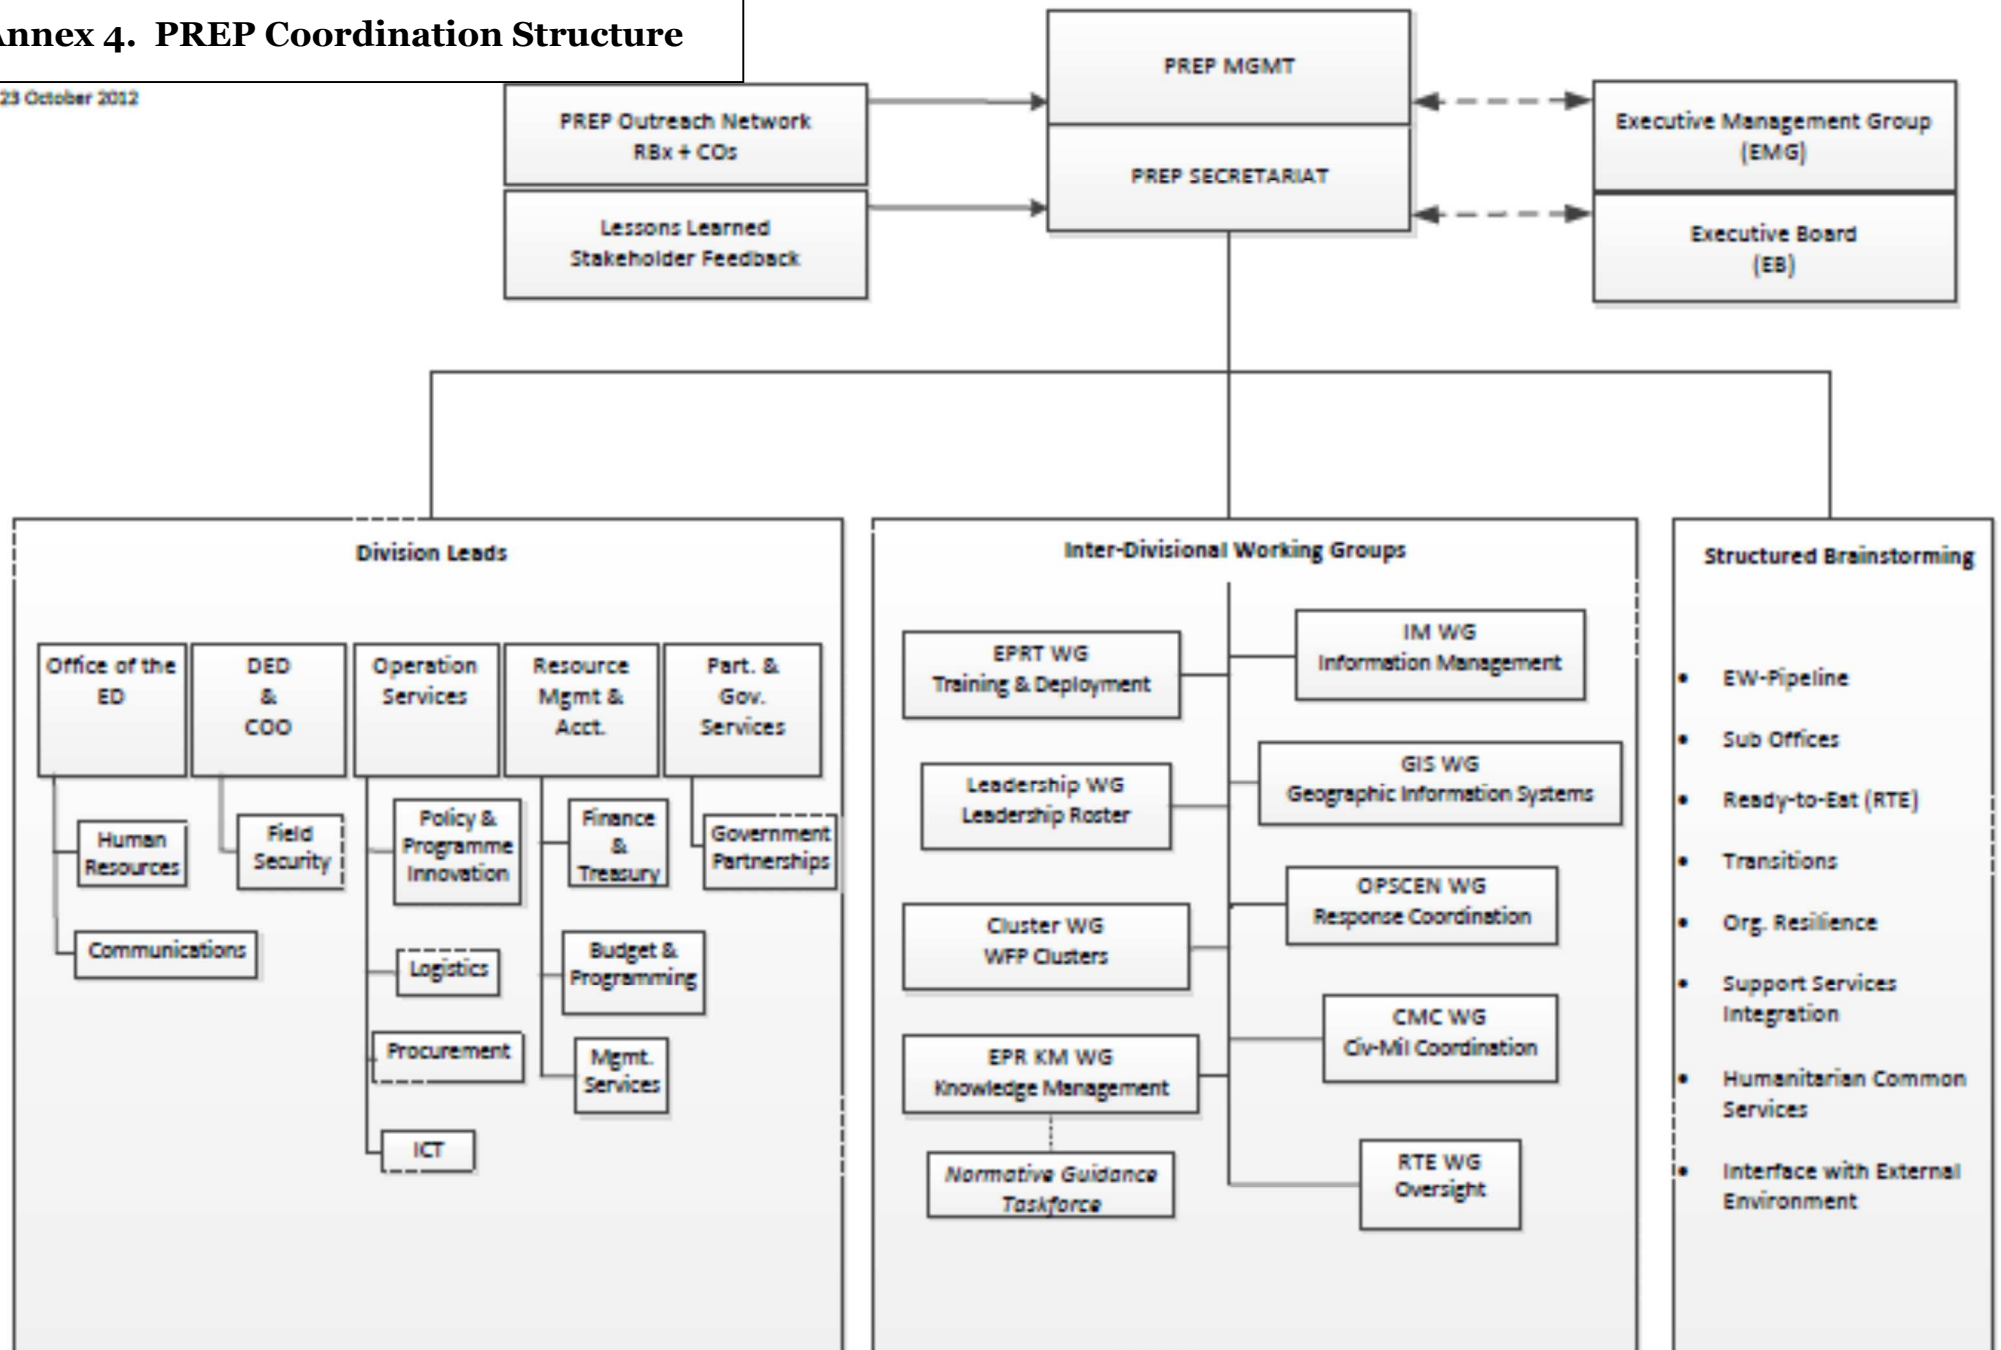 Annex 4. PREP Coordination Structure
23 October 2012
PREP MGMT
PREP SECRETARIAT
PREP Outreach Network
RBx + COs
Lessons Learned
Stakeholder Feedback
Executive Management Group
(EMG)
Executive Board
(EB)
Division Leads
Office of the
ED
DED
&
COO
Operation
Services
Resource
Mgmt &
Acct.
Part. &
Gov.
Services
Human
Resources
Communications
Field
Security
Policy &
Programme
Innovation
Logistics
Procurement
ICT
Finance
&
Treasury
Budget &
Programming
Mgmt.
Services
Government
Partnerships
Inter-Divisional Working Groups
EPRT WG
Training & Deployment
IM WG
Information Management
Leadership WG
Leadership Roster
GIS WG
Geographic Information Systems
Cluster WG
WFP Clusters
OPSCEN WG
Response Coordination
EPR KM WG
Knowledge Management
CMC WG
Civ-Mil Coordination
Normative Guidance
Taskforce
RTE WG
Oversight
Structured Brainstorming
• EW-Pipeline
• Sub Offices
• Ready-to-Eat (RTE)
• Transitions
• Org. Resilience
• Support Services
Integration
• Humanitarian Common
Services
• Interface with External
Environment